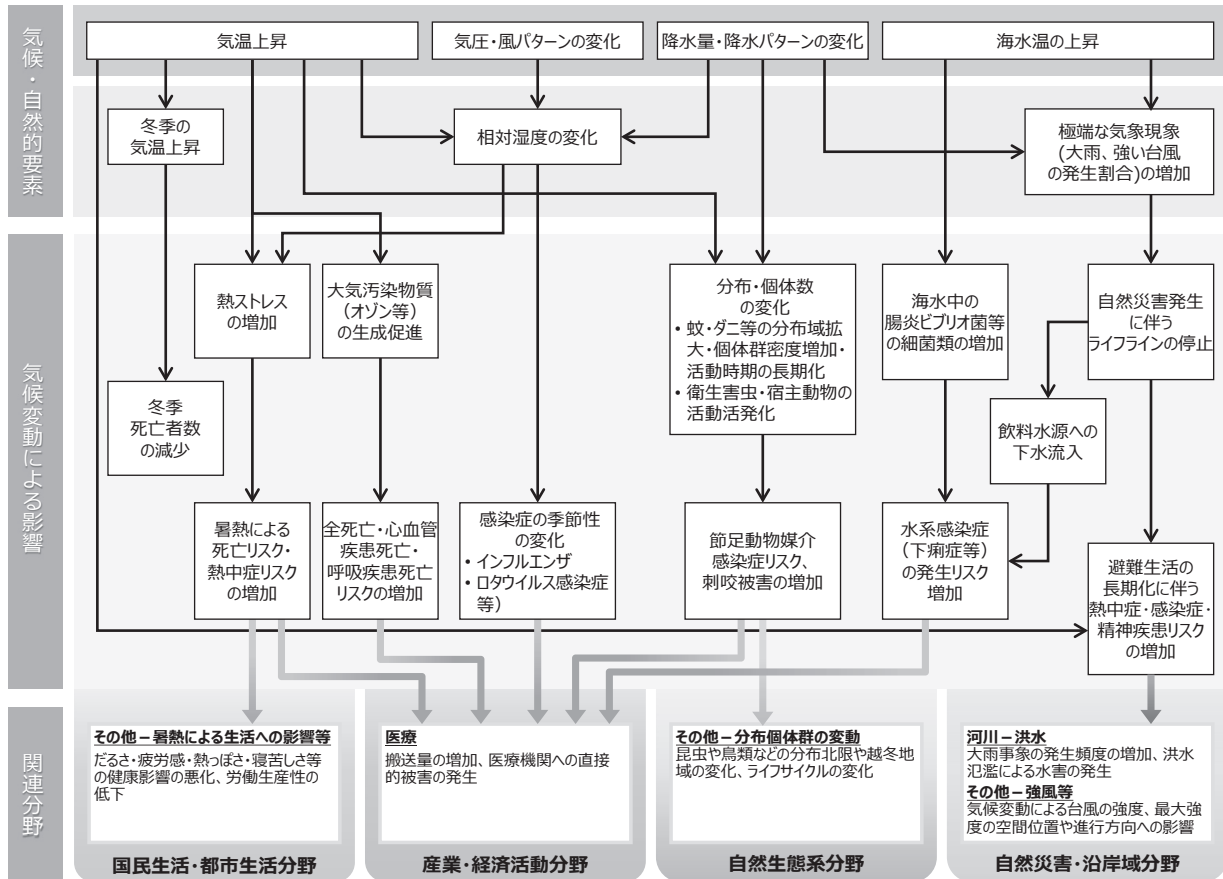 気候・自然的要素
気温上昇
気圧・風パターンの変化
降水量・降水パターンの変化
海水温の上昇
冬季の
気温上昇
相対湿度の変化
極端な気象現象
(大雨、強い台風
の発生割合)の増加
気候変動による影響
熱ストレス
の増加
大気汚染物質
（オゾン等）
の生成促進
分布・個体数
の変化
• 蚊・ダニ等の分布域拡
大・個体群密度増加・
活動時期の長期化
• 衛生害虫・宿主動物の
活動活発化
海水中の
腸炎ビブリオ菌等
の細菌類の増加
自然災害発生
に伴う
ライフラインの停止
冬季
死亡者数
の減少
飲料水源への
下水流入
暑熱による
死亡リスク・
熱中症リスク
の増加
全死亡・心血管
疾患死亡・
呼吸疾患死亡
リスクの増加
感染症の季節性
の変化
• インフルエンザ
• ロタウイルス感染症
等）
節足動物媒介
感染症リスク、
刺咬被害の増加
水系感染症
（下痢症等）
の発生リスク
増加
避難生活の
長期化に伴う
熱中症・感染症・
精神疾患リスク
の増加
関連分野
その他－暑熱による生活への影響等
だるさ・疲労感・熱っぽさ・寝苦しさ等
の健康影響の悪化、労働生産性の
低下
国民生活・都市生活分野
医療
搬送量の増加、医療機関への直接
的被害の発生
産業・経済活動分野
その他－分布個体群の変動
昆虫や鳥類などの分布北限や越冬地
域の変化、ライフサイクルの変化
自然生態系分野
河川－洪水
大雨事象の発生頻度の増加、洪水
氾濫による水害の発生
その他－強風等
気候変動による台風の強度、最大強
度の空間位置や進行方向への影響
自然災害・沿岸域分野